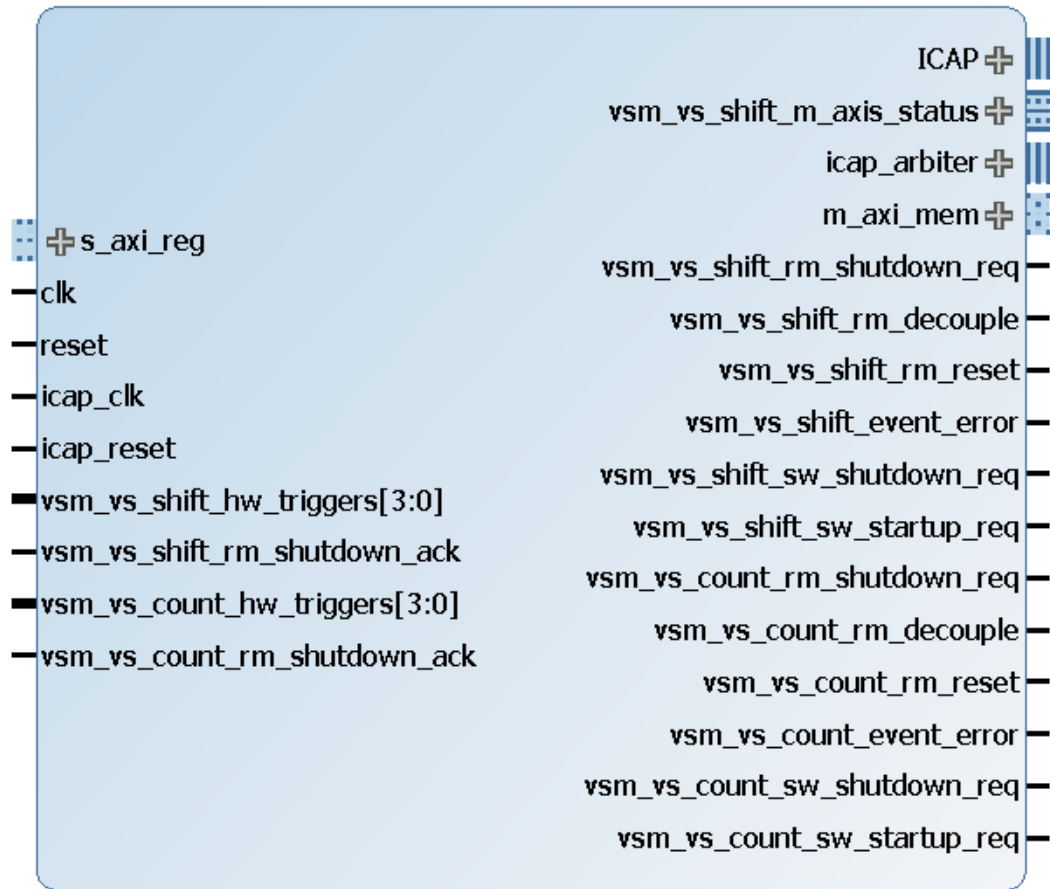 ICAP
vsm_vs_shift_m_axis_status
icap_arbiter
m_axi_mem
s_axi_reg
vsm_vs_shift_rm_shutdown_req
clk
vsm_vs_shift_rm_decouple
reset
vsm_vs_shift_rm_reset
icap_clk
vsm_vs_shift_event_error
icap_reset
vsm_vs_shift_sw_shutdown_req
vsm_vs_shift_hw_triggers[3:0]
vsm_vs_shift_sw_startup_req
vsm_vs_shift_rm_shutdown_ack
vsm_vs_count_rm_shutdown_req
vsm_vs_count_hw_triggers[3:0]
vsm_vs_count_rm_decouple
vsm_vs_count_rm_shutdown_ack
vsm_vs_count_rm_reset
vsm_vs_count_event_error
vsm_vs_count_sw_shutdown_req
vsm_vs_count_sw_startup_req